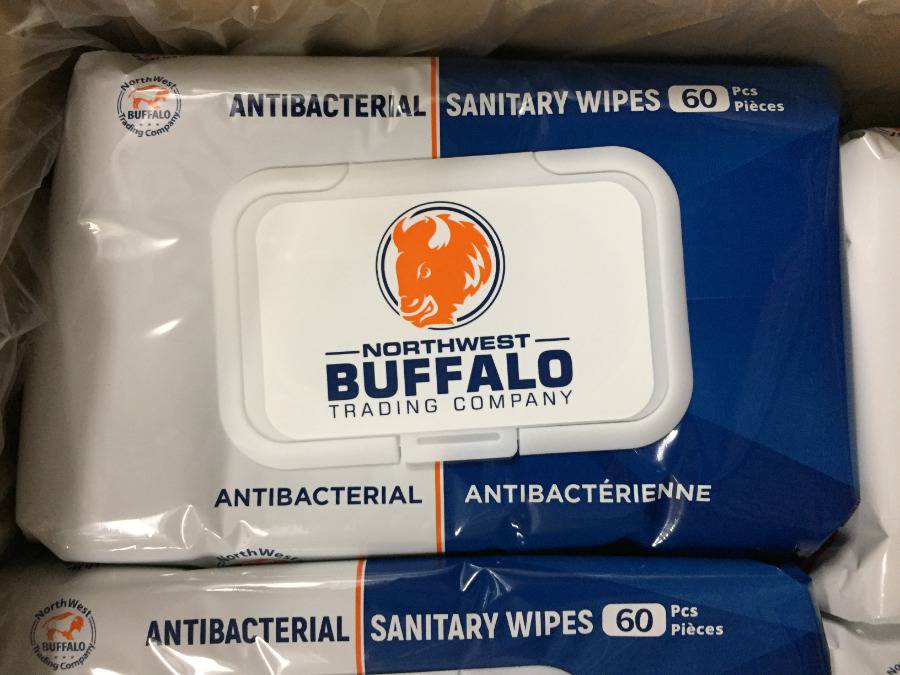 NorthWest
BUFFALO
Trading Company
ANTIBACTERIAL SANITARY WIPES 60 Pcs
Pièces
NORTHWEST
BUFFALO
TRADING COMPANY
ANTIBACTERIAL ANTIBACTÉRIENNE
NorthWest
NorthWest
BUFFALO
Trading Company
ANTIBACTERIAL SANITARY WIPES 60 Pcs
Pièces